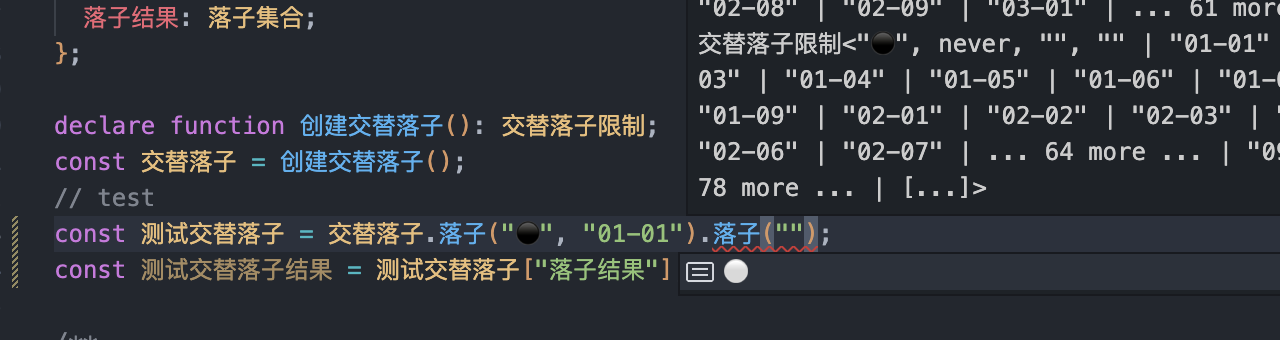 落子结果: 落子集合;
};
declare function 创建交替落子(): 交替落子限制;
const 交替落子 = 创建交替落子();
// test
const 测试交替落子 = 交替落子.落子("⚫", "01-01").落子("");
const 测试交替落子结果 = 测试交替落子["落子结果"]
"02-08" | "02-09" | "03-01" | ... 61 more
交替落子限制<"⚫", never, "", "" | "01-01"
03" | "01-04" | "01-05" | "01-06" | "01-0
"01-09" | "02-01" | "02-02" | "02-03" |
"02-06" | "02-07" | ... 64 more ... | "09
78 more ... | [...]>
⚪